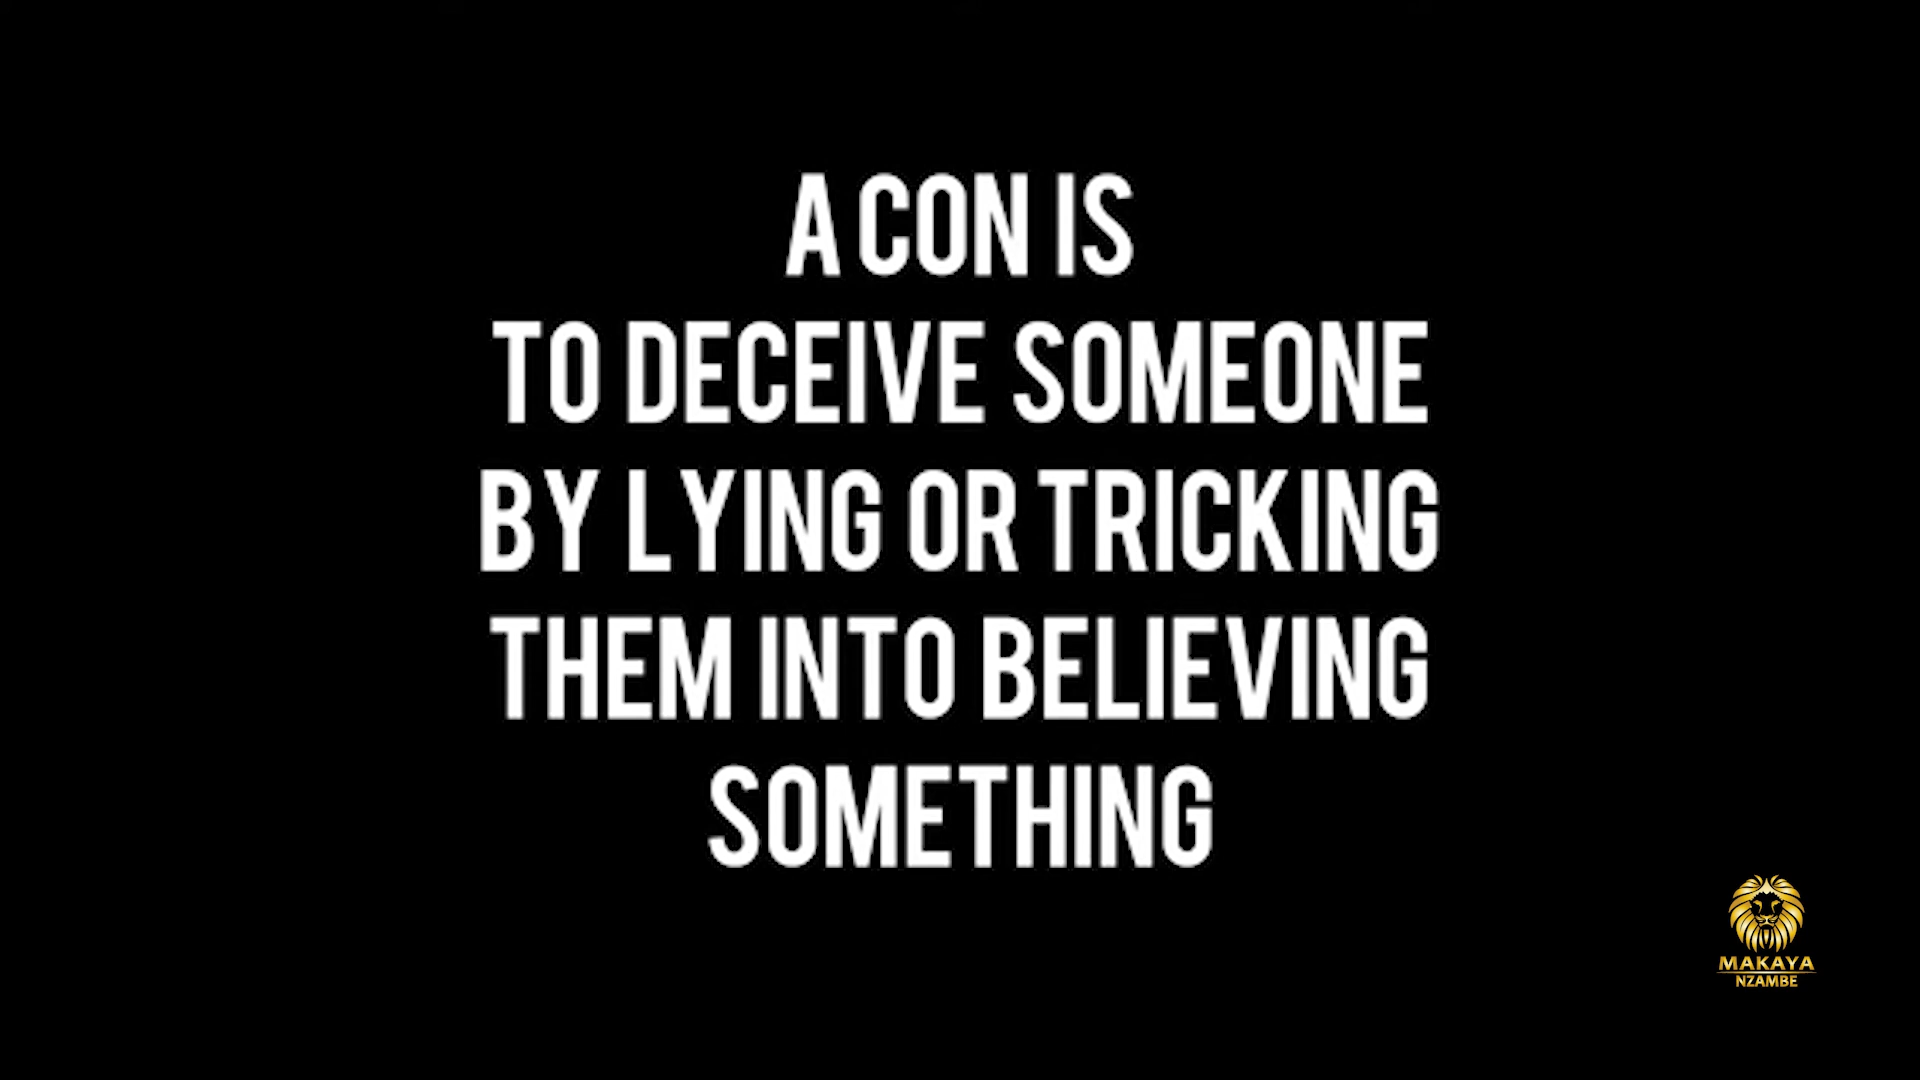 A CON IS
TO DECEIVE SOMEONE
BY LYING OR TRICKING
THEM INTO BELIEVING
SOMETHING
MAKAYA
NZAMBE